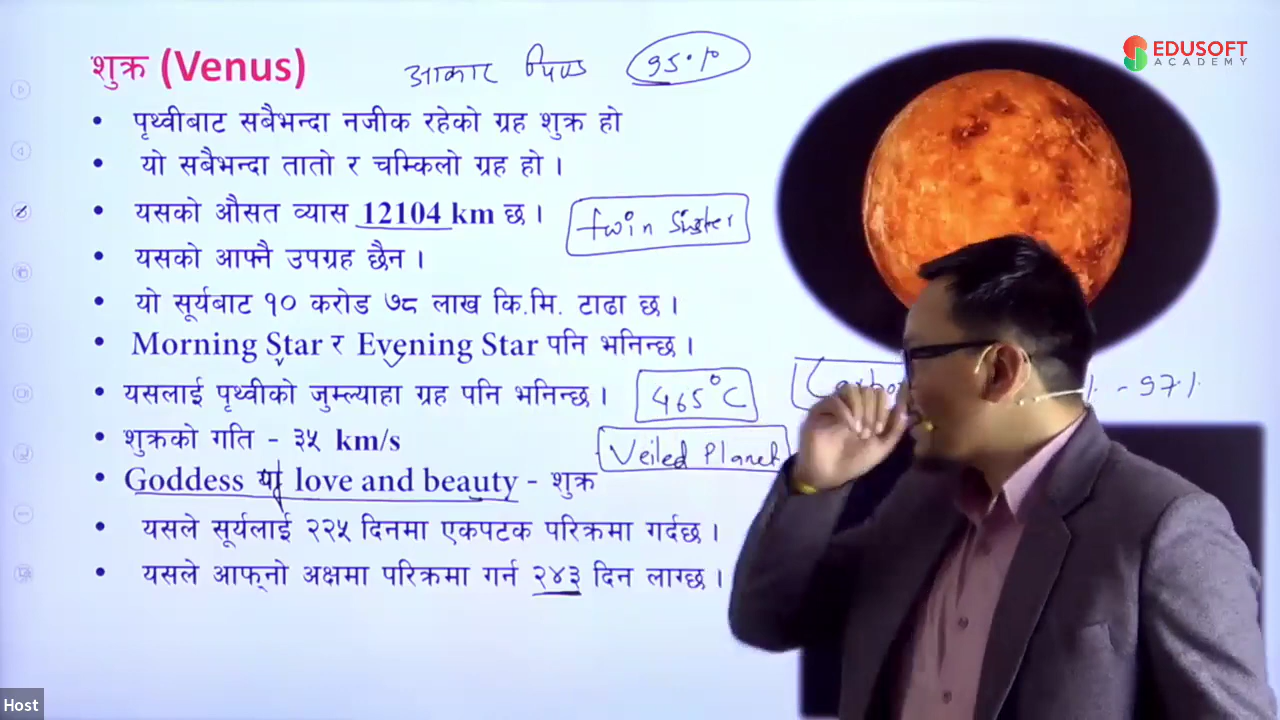 EDUSOFT
ACADEMY
शुक्र (Venus)
आकार 95%
• पृथ्वीबाट सबैभन्दा नजीक रहेको ग्रह शुक्र हो
• यो सबैभन्दा तातो र चम्किलो ग्रह हो ।
• यसको औसत व्यास 12104 km छ ।
twin Sister
• यसको आफ्नै उपग्रह छैन ।
• यो सूर्यबाट १० करोड ७८ लाख कि.मि. टाढा छ ।
• Morning Star र Evening Star पनि भनिन्छ ।
• यसलाई पृथ्वीको जुम्ल्याहा ग्रह पनि भनिन्छ ।
465°C
- 97%
• शुक्रको गति - ३५ km/s
Veiled Planet
• Goddess या love and beauty - शुक्र
• यसले सूर्यलाई २२५ दिनमा एकपटक परिक्रमा गर्दछ ।
• यसले आफ्‌नो अक्षमा परिक्रमा गर्न २४३ दिन लाग्छ ।
Host